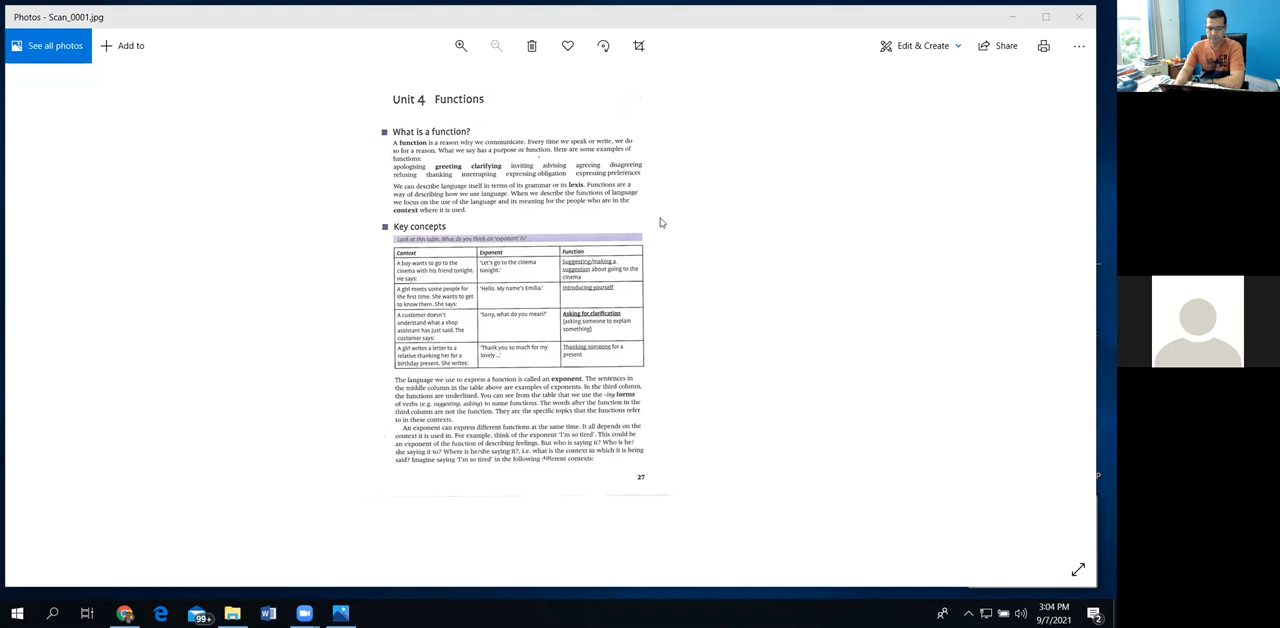 Photos - Scan_0001.jpg
See all photos
Add to
Edit & Create
Share
Unit 4 Functions
What is a function?
A function is a reason why we communicate. Every time we speak or write, we do
so for a reason. What we say has a purpose or function. Here are some examples of
functions:
apologising greeting clarifying inviting advising agreeing disagreeing
refusing thanking interrupting expressing obligation expressing preferences
We can describe language itself in terms of its grammar or its lexis. Functions are a
way of describing how we use language. When we describe the functions of language
we focus on the use of the language and its meaning for the people who are in the
context where it is used.
Key concepts
Look at this table. What do you think an 'exponent' is?
Context Exponent Function
A boy wants to go to the
cinema with his friend tonight.
He says:
'Let's go to the cinema
tonight.'
Suggesting/making a
suggestion about going to the
cinema
A girl meets some people for
the first time. She wants to get
to know them. She says:
'Hello. My name's Emilia.'
Introducing yourself
A customer doesn't
understand what a shop
assistant has just said. The
customer says:
'Sorry, what do you mean?'
Asking for clarification
(asking someone to explain
something)
A girl writes a letter to a
relative thanking her for a
birthday present. She writes:
'Thank you so much for my
lovely ...'
Thanking someone for a
present
The language we use to express a function is called an exponent. The sentences in
the middle column in the table above are examples of exponents. In the third column,
the functions are underlined. You can see from the table that we use the -ing forms
of verbs (e.g. suggesting, asking) to name functions. The words after the function in the
third column are not the function. They are the specific topics that the functions refer
to in these contexts.
An exponent can express different functions at the same time. It all depends on the
context it is used in. For example, think of the exponent 'I'm so tired'. This could be
an exponent of the function of describing feelings. But who is saying it? Who is he/
she saying it to? Where is he/she saying it?, i.e. what is the context in which it is being
said? Imagine saying 'I'm so tired' in the following different contexts:
27
99+
3:04 PM
9/7/2021
2